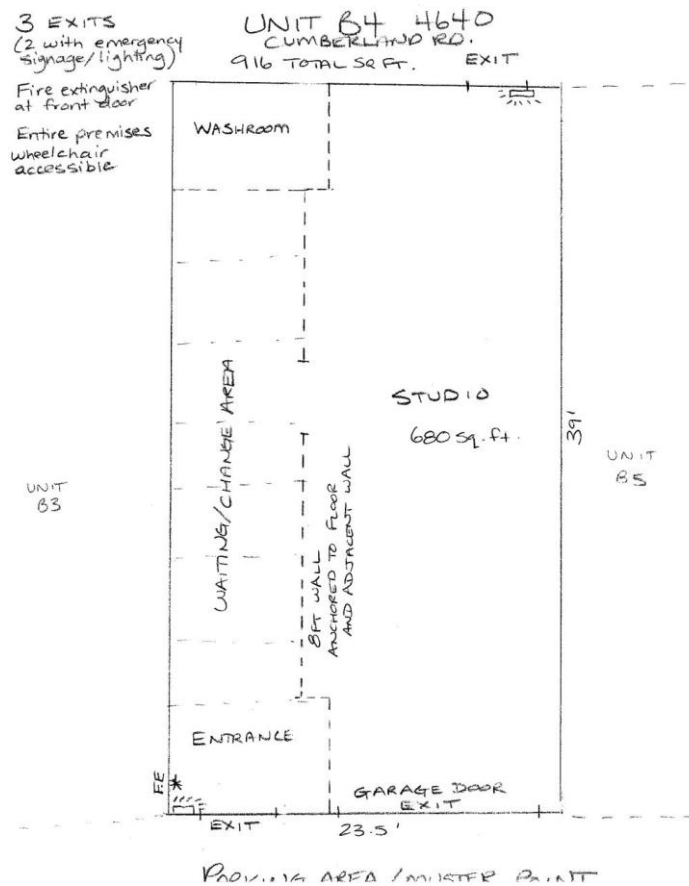 3 EXITS
(2 with emergency
signage/lighting)
Fire extinguisher
at front door
Entire premises
wheelchair
accessible
UNIT B4 4640
CUMBERLAND RD.
916 TOTAL SQ FT.
EXIT
WASHROOM
WAITING/CHANGE AREA
STUDIO
680 sq. ft.
39'
UNIT
B3
UNIT
B5
8FT WALL
ANCHORED TO FLOOR
AND ADJACENT WALL
ENTRANCE
F.E
GARAGE DOOR
EXIT
EXIT
23.5'
PARKING AREA / MUSTER POINT